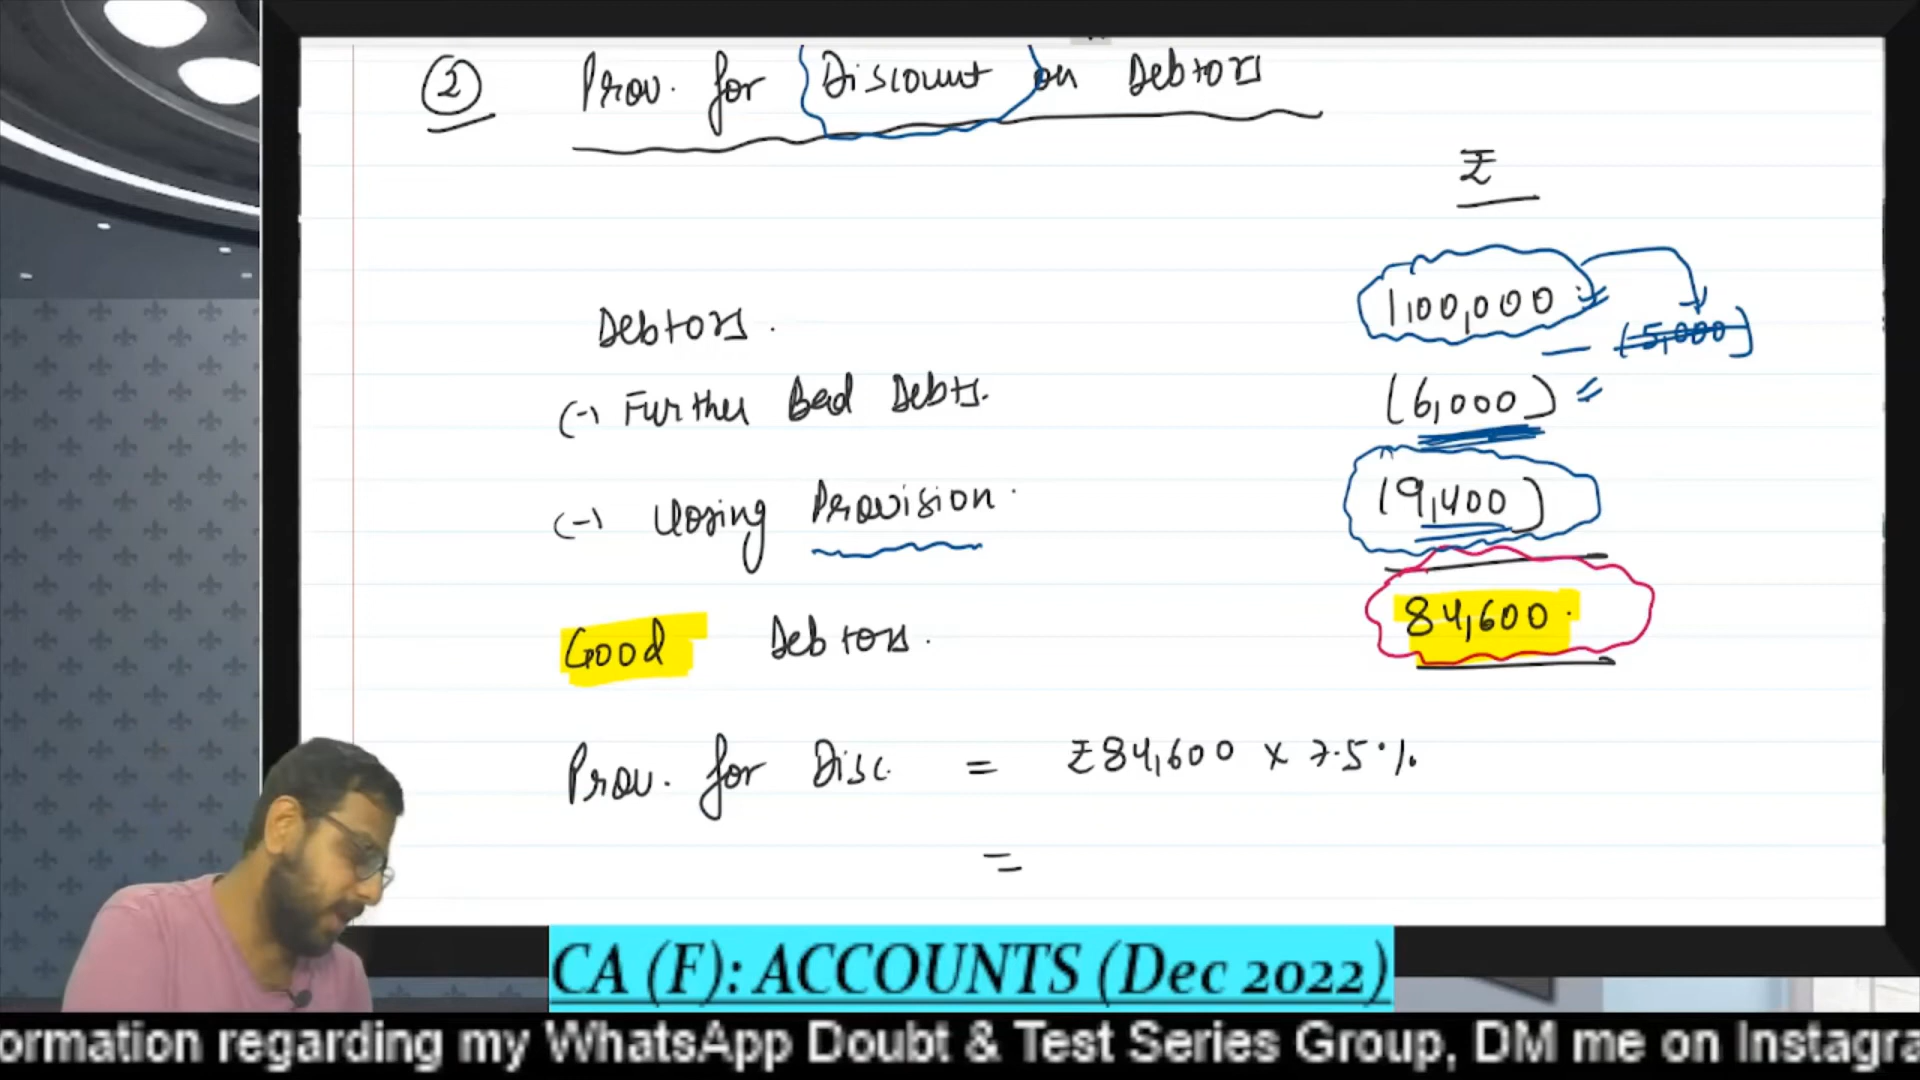 ② Prov. for Discount on Debtors
₹
Debtors. 1,00,000
(5,000)
(-) Further Bad Debts. (6,000)
(-) Closing Provision. (9,400)
Good Debtors. 84,600.
Prov. for Disc. = ₹84,600 x 7.5%
=
CA (F): ACCOUNTS (Dec 2022)
ormation regarding my WhatsApp Doubt & Test Series Group, DM me on Instagra